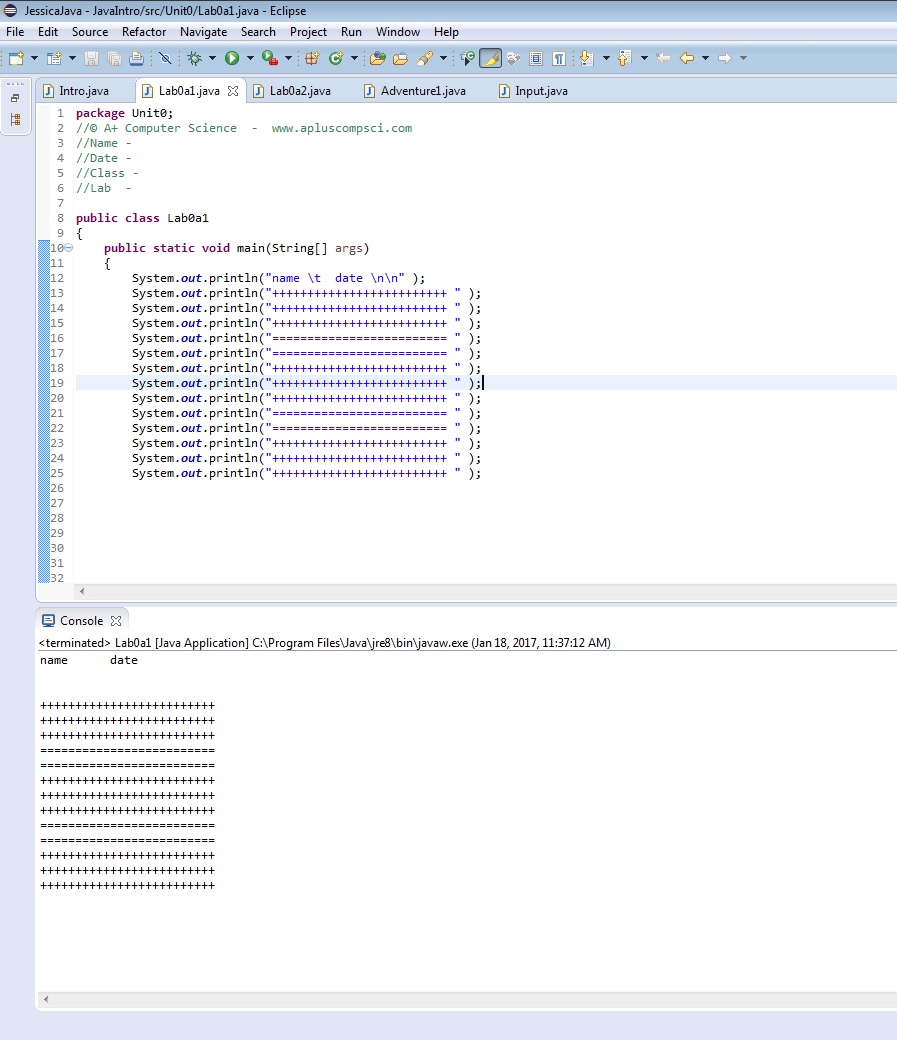 JessicaJava - JavaIntro/src/Unit0/Lab0a1.java - Eclipse
File Edit Source Refactor Navigate Search Project Run Window Help
Intro.java Lab0a1.java Lab0a2.java Adventure1.java Input.java
1 package Unit0;
2 //© A+ Computer Science  -  www.apluscompsci.com
3 //Name -
4 //Date -
5 //Class -
6 //Lab  -
7
8 public class Lab0a1
9 {
10     public static void main(String[] args)
11     {
12         System.out.println("name \t  date \n\n" );
13         System.out.println("+++++++++++++++++++++++++ " );
14         System.out.println("+++++++++++++++++++++++++ " );
15         System.out.println("+++++++++++++++++++++++++ " );
16         System.out.println("========================= " );
17         System.out.println("========================= " );
18         System.out.println("+++++++++++++++++++++++++ " );
19         System.out.println("+++++++++++++++++++++++++ " );
20         System.out.println("+++++++++++++++++++++++++ " );
21         System.out.println("========================= " );
22         System.out.println("========================= " );
23         System.out.println("+++++++++++++++++++++++++ " );
24         System.out.println("+++++++++++++++++++++++++ " );
25         System.out.println("+++++++++++++++++++++++++ " );
26
27
28
29
30
31
32
Console
<terminated> Lab0a1 [Java Application] C:\Program Files\Java\jre8\bin\javaw.exe (Jan 18, 2017, 11:37:12 AM)
name      date
+++++++++++++++++++++++++
+++++++++++++++++++++++++
+++++++++++++++++++++++++
=========================
=========================
+++++++++++++++++++++++++
+++++++++++++++++++++++++
+++++++++++++++++++++++++
=========================
=========================
+++++++++++++++++++++++++
+++++++++++++++++++++++++
+++++++++++++++++++++++++